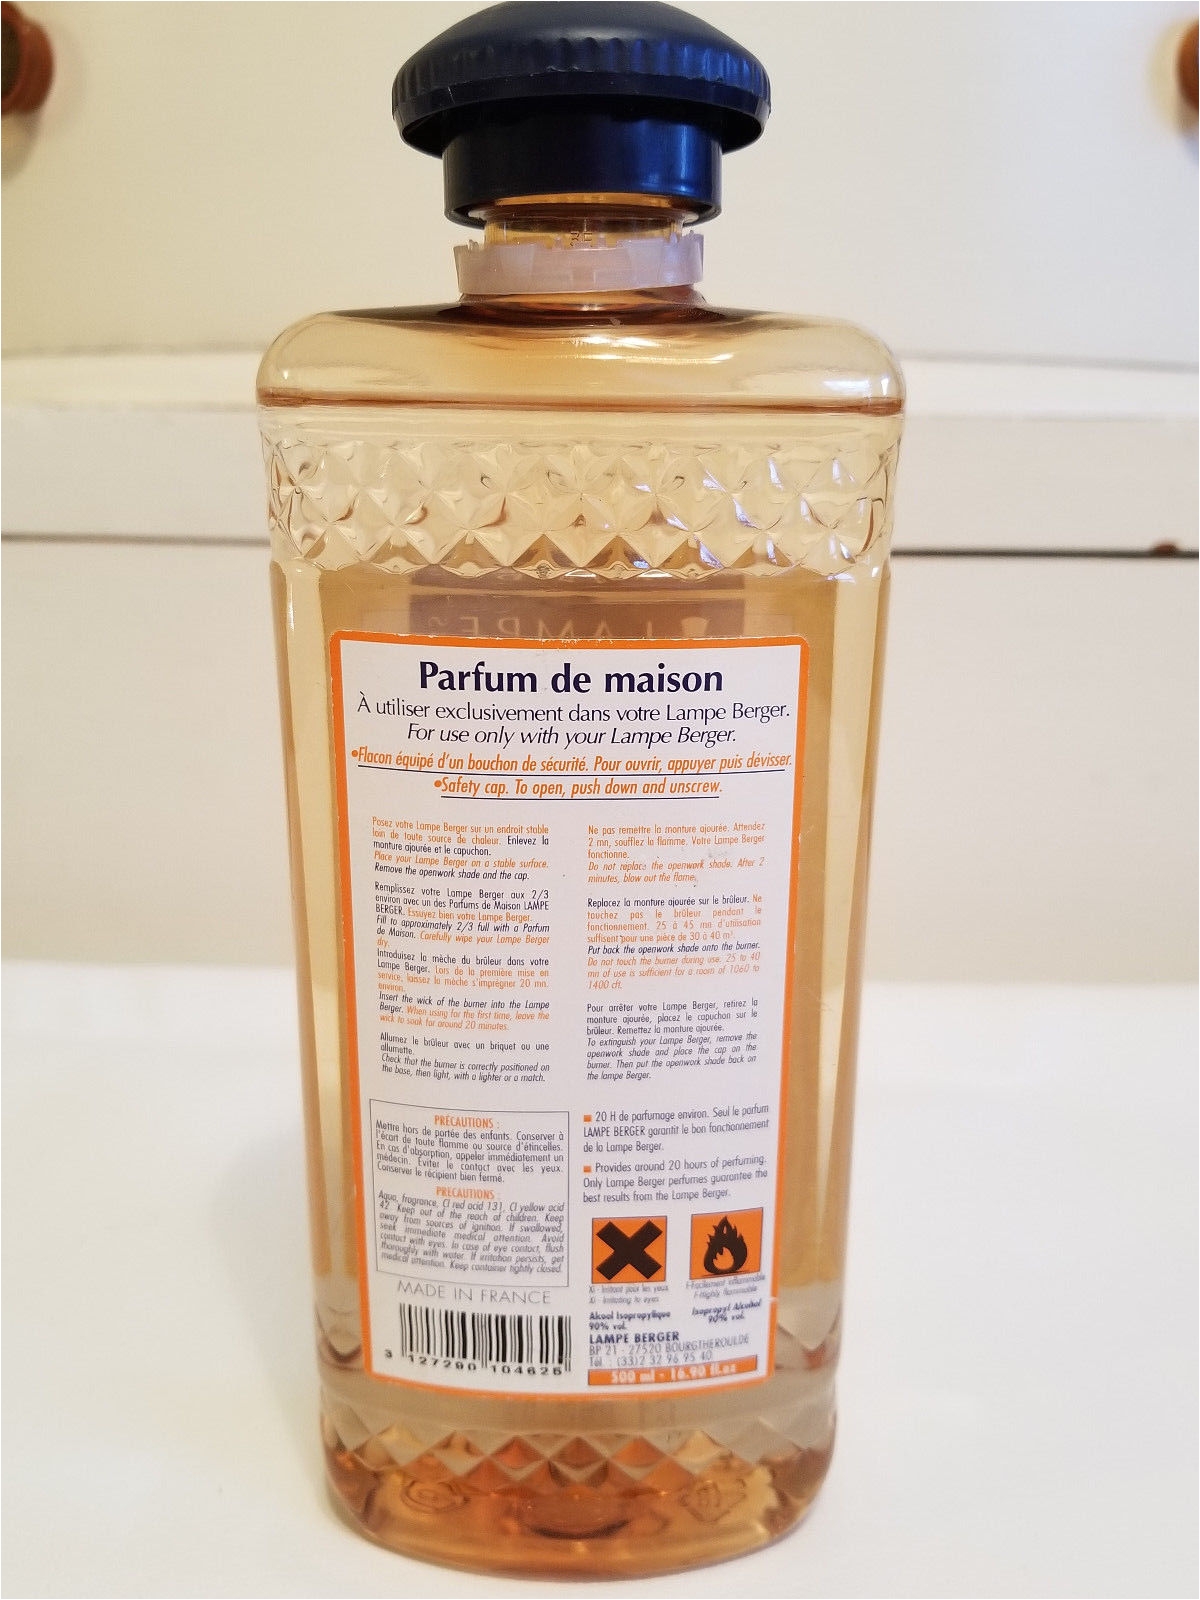 LAMPE
Parfum de maison
À utiliser exclusivement dans votre Lampe Berger.
For use only with your Lampe Berger.
•Flacon équipé d'un bouchon de sécurité. Pour ouvrir, appuyer puis dévisser.
•Safety cap. To open, push down and unscrew.
Posez votre Lampe Berger sur un endroit stable
loin de toute source de chaleur. Enlevez la
monture ajourée et le capuchon.
Place your Lampe Berger on a stable surface.
Remove the openwork shade and the cap.
Remplissez votre Lampe Berger aux 2/3
environ avec un des Parfums de Maison LAMPE
BERGER. Essuyez bien votre Lampe Berger.
Fill to approximately 2/3 full with a Parfum
de Maison. Carefully wipe your Lampe Berger
dry.
Introduisez la mèche du brûleur dans votre
Lampe Berger. Lors de la première mise en
service, laissez la mèche s'imprégner 20 mn.
environ.
Insert the wick of the burner into the Lampe
Berger. When using for the first time, leave the
wick to soak for around 20 minutes.
Allumez le brûleur avec un briquet ou une
allumette.
Check that the burner is correctly positioned on
the base, then light, with a lighter or a match.
Ne pas remettre la monture ajourée. Attendez
2 mn, soufflez la flamme. Votre Lampe Berger
fonctionne.
Do not replace the openwork shade. After 2
minutes, blow out the flame.
Replacez la monture ajourée sur le brûleur. Ne
touchez pas le brûleur pendant le
fonctionnement. 25 à 45 mn d'utilisation
suffisent pour une pièce de 30 à 40 m³.
Put back the openwork shade onto the burner.
Do not touch the burner during use. 25 to 40
mn of use is sufficient for a room of 1060 to
1400 cft.
Pour arrêter votre Lampe Berger, retirez la
monture ajourée, placez le capuchon sur le
brûleur. Remettez la monture ajourée.
To extinguish your Lampe Berger, remove the
openwork shade and place the cap on the
burner. Then put the openwork shade back on
the lampe Berger.
PRÉCAUTIONS :
Mettre hors de portée des enfants. Conserver à
l'écart de toute flamme ou source d'étincelles.
En cas d'absorption, appeler immédiatement un
médecin. Éviter le contact avec les yeux.
Conserver le récipient bien fermé.
PRÉCAUTIONS :
Aqua, fragrance, CI red acid 131, CI yellow acid
42 Keep out of the reach of children. Keep
away from sources of ignition. If swallowed,
seek immediate medical attention. Avoid
contact with eyes. In case of eye contact, flush
thoroughly with water. If irritation persists, get
medical attention. Keep container tightly closed.
20 H de parfumage environ. Seul le parfum
LAMPE BERGER garantit le bon fonctionnement
de la Lampe Berger.
Provides around 20 hours of perfuming.
Only Lampe Berger perfumes guarantee the
best results from the Lampe Berger.
Xi - Irritant pour les yeux
Xi - Irritating to eyes
F-Facilement inflammable
F-Highly flammable
Alcool Isopropylique
90% vol.
Isopropyl Alcohol
90% vol.
MADE IN FRANCE
3 127290 104625
LAMPE BERGER
BP 21 - 27520 BOURGTHEROULDE
Tél. : (33)2 32 96 95 40
500 ml - 16.90 fl.oz